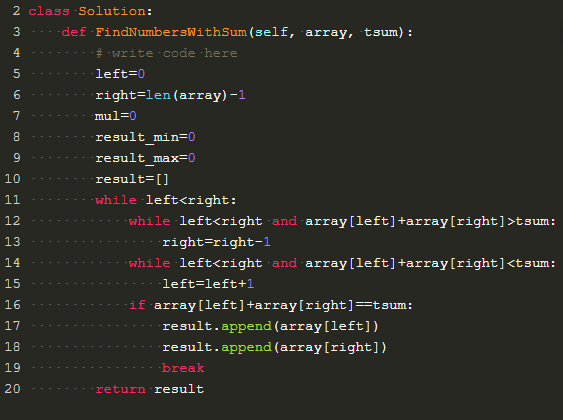 2 class Solution:
3     def FindNumbersWithSum(self, array, tsum):
4         # write code here
5         left=0
6         right=len(array)-1
7         mul=0
8         result_min=0
9         result_max=0
10         result=[]
11         while left<right:
12             while left<right and array[left]+array[right]>tsum:
13                 right=right-1
14             while left<right and array[left]+array[right]<tsum:
15                 left=left+1
16             if array[left]+array[right]==tsum:
17                 result.append(array[left])
18                 result.append(array[right])
19                 break
20         return result